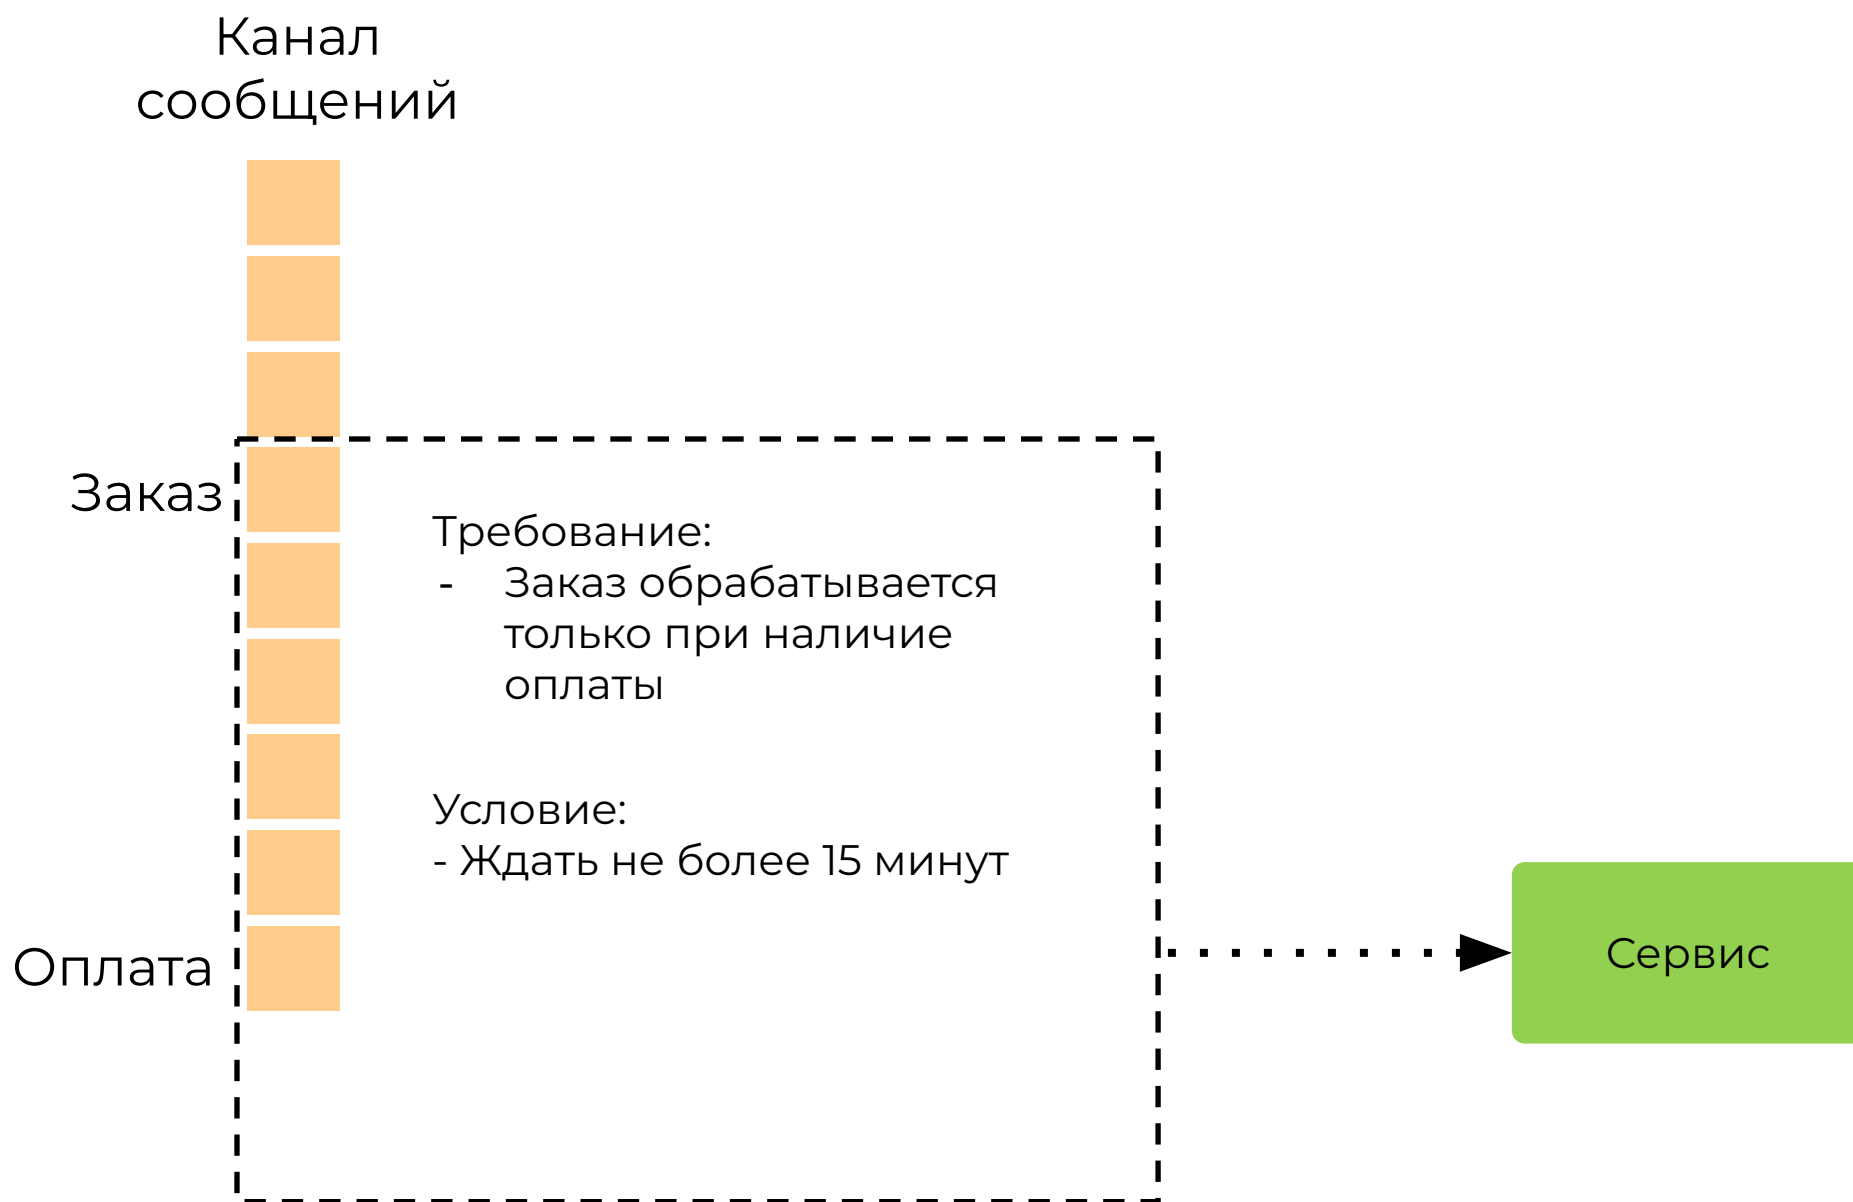 Канал
сообщений
Заказ
Требование:
- Заказ обрабатывается
только при наличие
оплаты
Условие:
- Ждать не более 15 минут
Оплата
Сервис